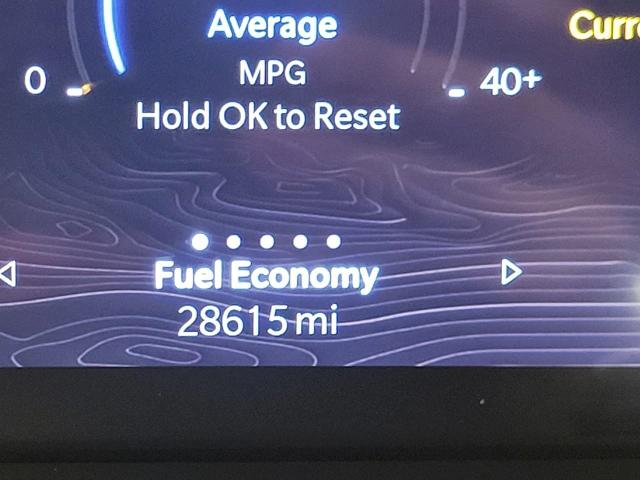 Average
MPG
0
40+
Hold OK to Reset
Fuel Economy
28615 mi